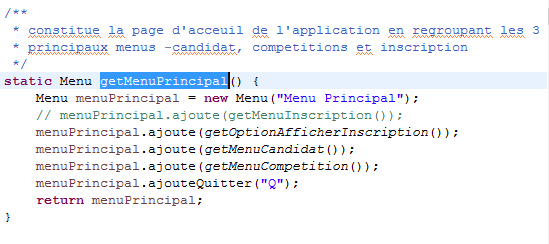 /**
 * constitue la page d'acceuil de l'application en regroupant les 3
 * principaux menus -candidat, competitions et inscription
 */
static Menu getMenuPrincipal() {
    Menu menuPrincipal = new Menu("Menu Principal");
    // menuPrincipal.ajoute(getMenuInscription());
    menuPrincipal.ajoute(getOptionAfficherInscription());
    menuPrincipal.ajoute(getMenuCandidat());
    menuPrincipal.ajoute(getMenuCompetition());
    menuPrincipal.ajouteQuitter("Q");
    return menuPrincipal;
}